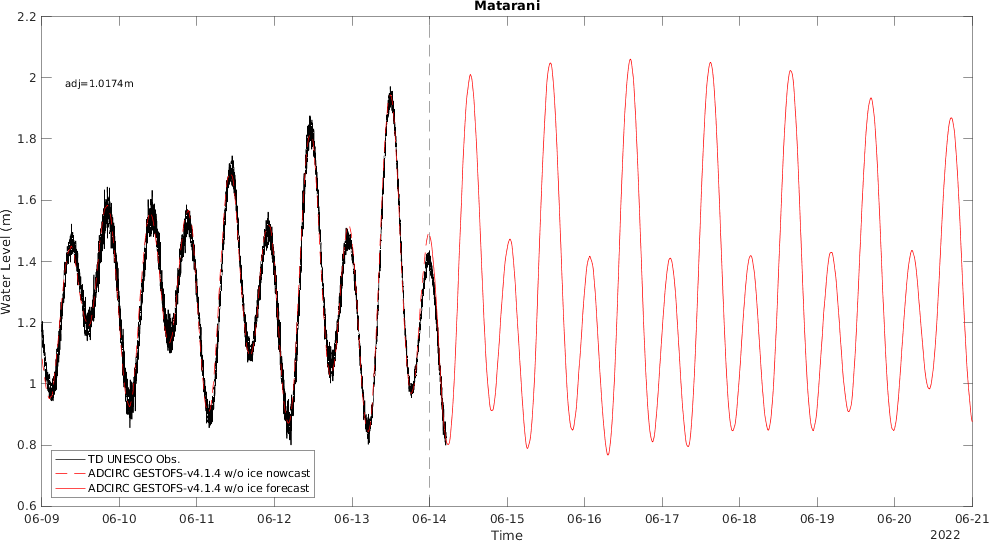 Matarani
2.2
2
1.8
1.6
1.4
1.2
1
0.8
0.6
Water Level (m)
adj=1.0174m
TD UNESCO Obs.
ADCIRC GESTOFS-v4.1.4 w/o ice nowcast
ADCIRC GESTOFS-v4.1.4 w/o ice forecast
06-09 06-10 06-11 06-12 06-13 06-14 06-15 06-16 06-17 06-18 06-19 06-20 06-21
Time
2022